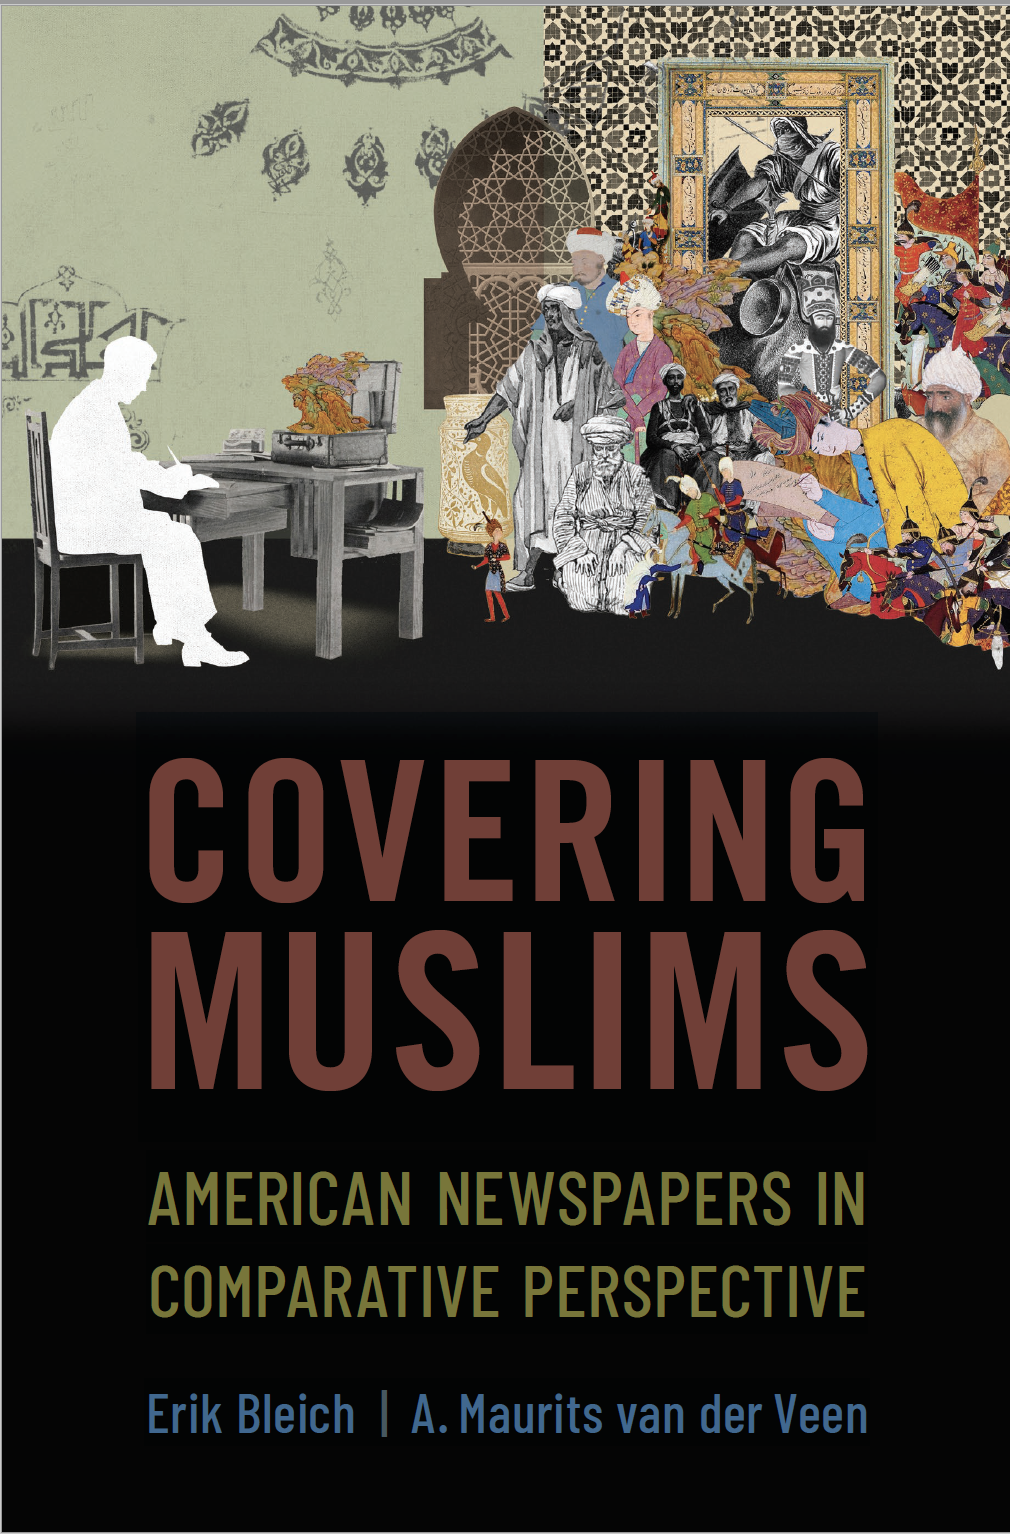 COVERING
MUSLIMS
AMERICAN NEWSPAPERS IN
COMPARATIVE PERSPECTIVE
Erik Bleich | A. Maurits van der Veen